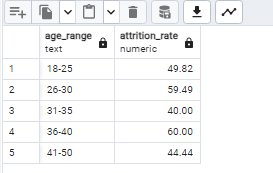 age_range attrition_rate
text numeric
1 18-25 49.82
2 26-30 59.49
3 31-35 40.00
4 36-40 60.00
5 41-50 44.44